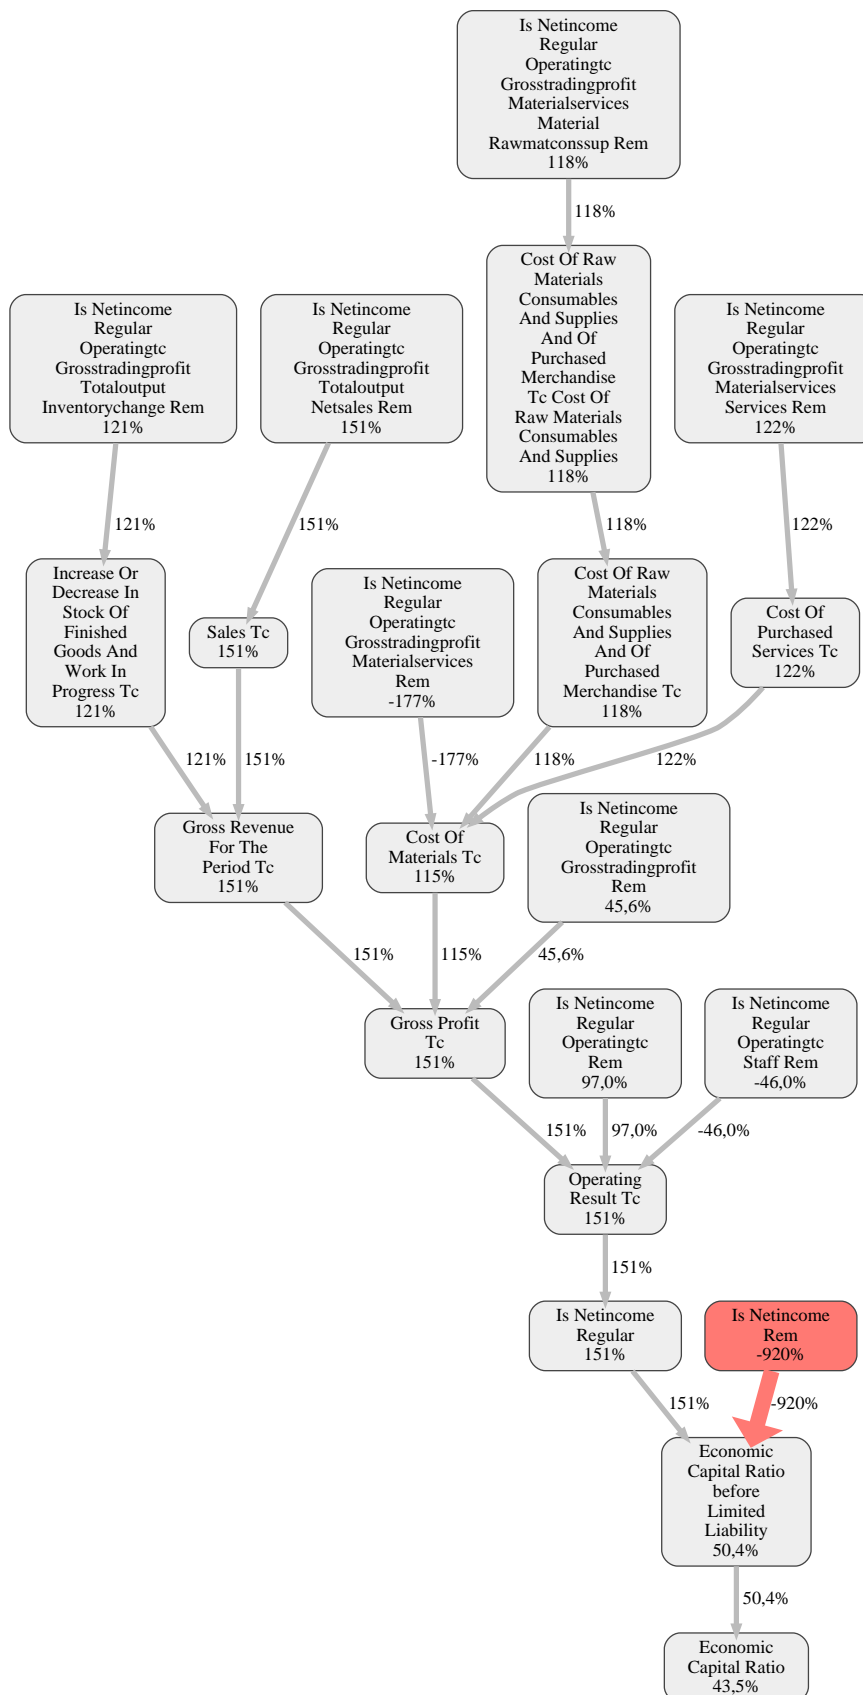 Is Netincome
Regular
Operatingtc
Grosstradingprofit
Materialservices
Material
Rawmatconssup Rem
118%
118%
Cost Of Raw
Materials
Consumables
And Supplies
And Of
Purchased
Merchandise
Tc Cost Of
Raw Materials
Consumables
And Supplies
118%
Is Netincome
Regular
Operatingtc
Grosstradingprofit
Totaloutput
Inventorychange Rem
121%
Is Netincome
Regular
Operatingtc
Grosstradingprofit
Totaloutput
Netsales Rem
151%
Is Netincome
Regular
Operatingtc
Grosstradingprofit
Materialservices
Services Rem
122%
121%
151%
118%
122%
Increase Or
Decrease In
Stock Of
Finished
Goods And
Work In
Progress Tc
121%
Sales Tc
151%
Is Netincome
Regular
Operatingtc
Grosstradingprofit
Materialservices
Rem
-177%
Cost Of Raw
Materials
Consumables
And Supplies
And Of
Purchased
Merchandise Tc
118%
Cost Of
Purchased
Services Tc
122%
121%
151%
-177%
118%
122%
Gross Revenue
For The
Period Tc
151%
Cost Of
Materials Tc
115%
Is Netincome
Regular
Operatingtc
Grosstradingprofit
Rem
45,6%
151%
115%
45,6%
Gross Profit
Tc
151%
Is Netincome
Regular
Operatingtc
Rem
97,0%
Is Netincome
Regular
Operatingtc
Staff Rem
-46,0%
151%
97,0%
-46,0%
Operating
Result Tc
151%
151%
Is Netincome
Regular
151%
Is Netincome
Rem
-920%
151%
-920%
Economic
Capital Ratio
before
Limited
Liability
50,4%
50,4%
Economic
Capital Ratio
43,5%